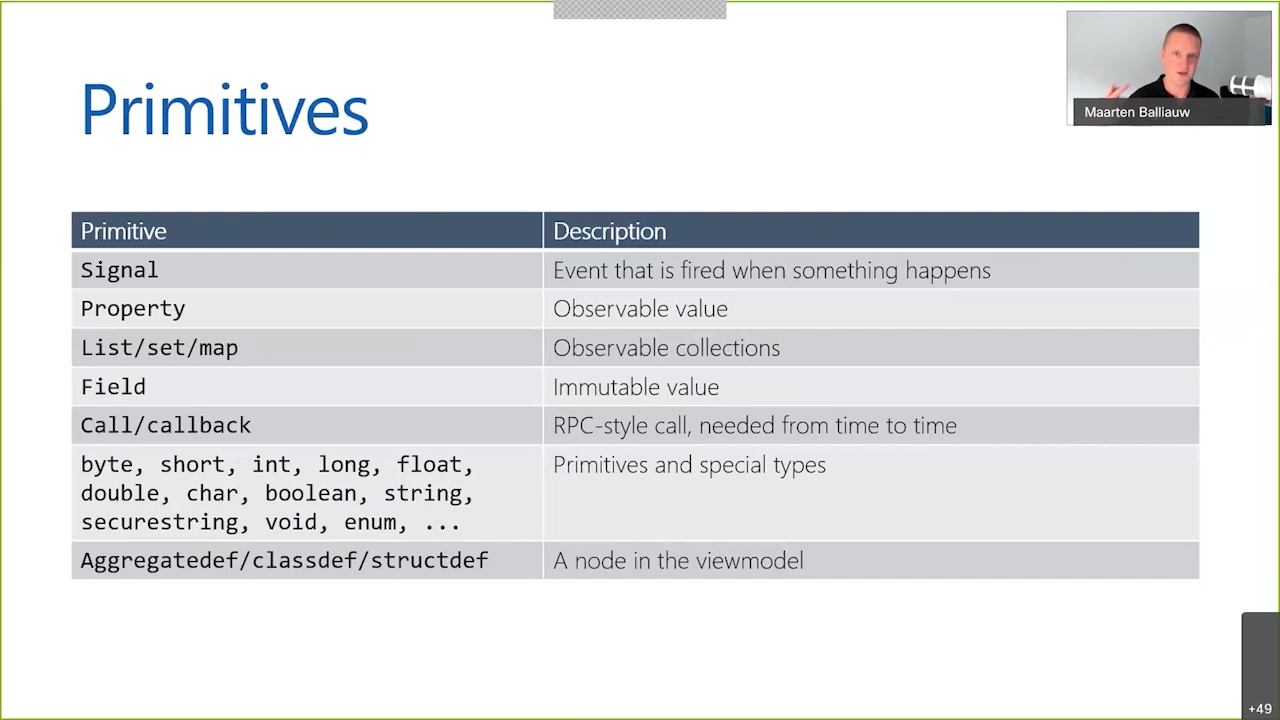 Primitives
Maarten Balliauw
Primitive Description
Signal Event that is fired when something happens
Property Observable value
List/set/map Observable collections
Field Immutable value
Call/callback RPC-style call, needed from time to time
byte, short, int, long, float, Primitives and special types
double, char, boolean, string,
securestring, void, enum, ...
Aggregatedef/classdef/structdef A node in the viewmodel
+49